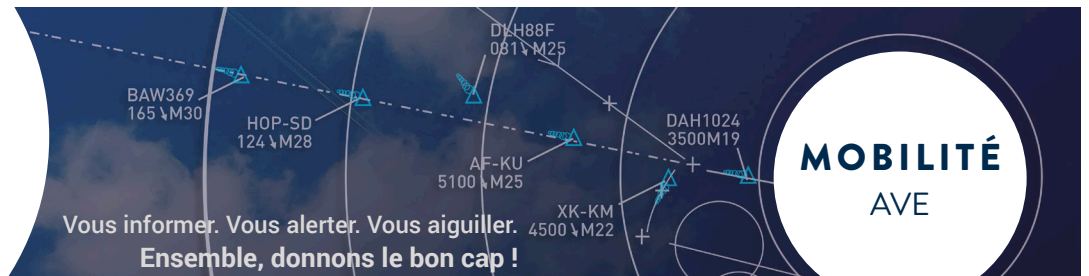 DLH88F
081↘M25
BAW369
165↘M30
HOP-SD
124↘M28
DAH1024
3500M19
AF-KU
5100↘M25
XK-KM
4500↘M22
MOBILITÉ
AVE
Vous informer. Vous alerter. Vous aiguiller.
Ensemble, donnons le bon cap !